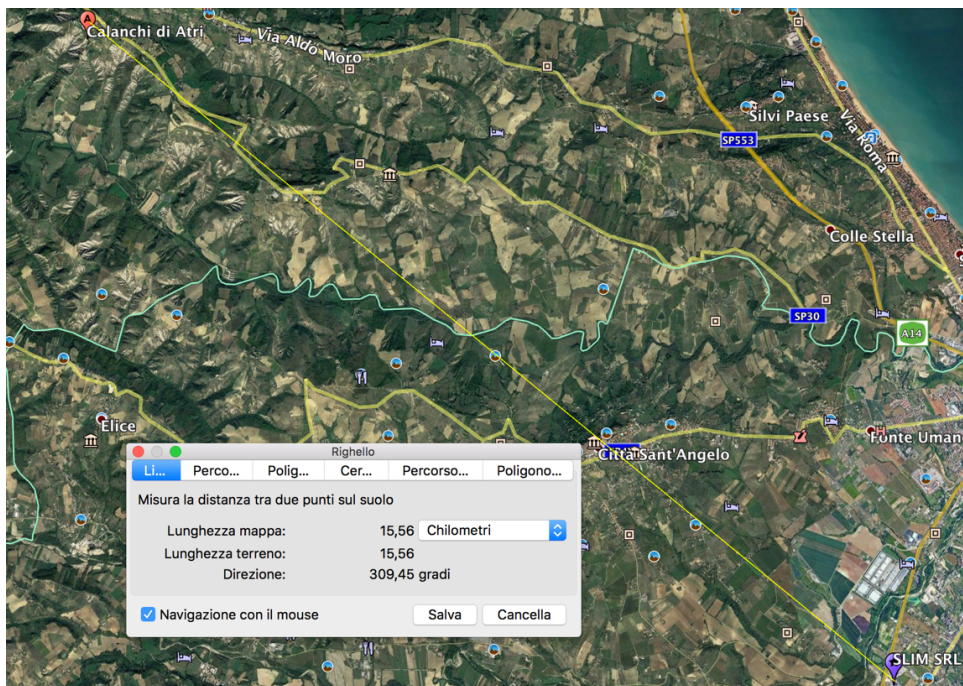 A
Calanchi di Atri
Via Aldo Moro
Silvi Paese
SP553
Via Roma
Colle Stella
SP30
A14
Elice
Fonte Umano
Città Sant'Angelo
Righello
Li...
Perco...
Polig...
Cer...
Percorso...
Poligono...
Misura la distanza tra due punti sul suolo
Lunghezza mappa: 15,56 Chilometri
Lunghezza terreno: 15,56
Direzione: 309,45 gradi
Navigazione con il mouse
Salva
Cancella
SLIM SRL